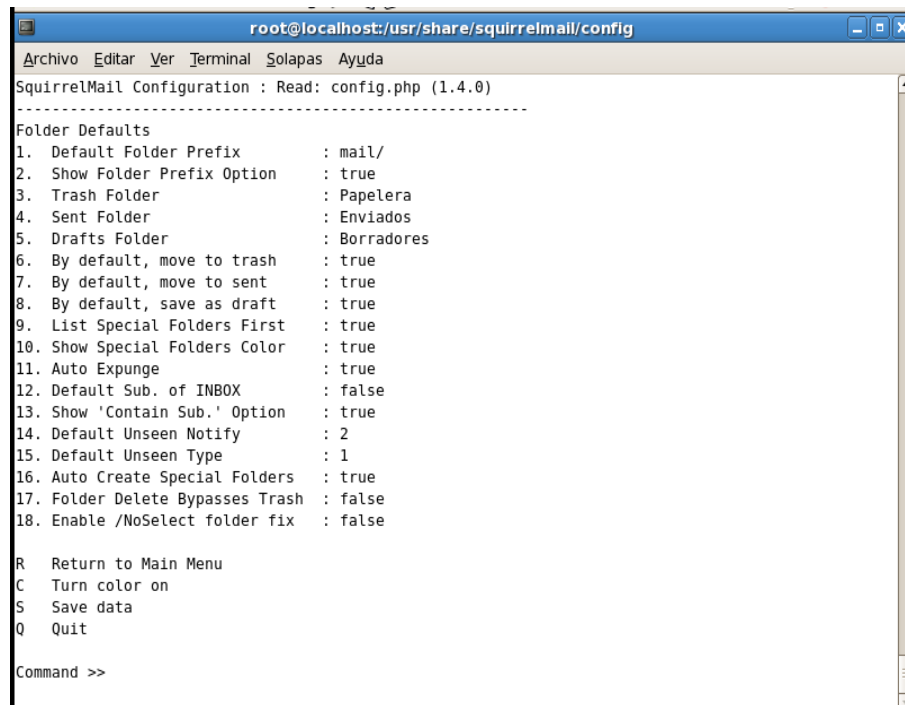 root@localhost:/usr/share/squirrelmail/config
Archivo Editar Ver Terminal Solapas Ayuda
SquirrelMail Configuration : Read: config.php (1.4.0)
---------------------------------------------------------
Folder Defaults
1.  Default Folder Prefix         : mail/
2.  Show Folder Prefix Option     : true
3.  Trash Folder                  : Papelera
4.  Sent Folder                   : Enviados
5.  Drafts Folder                 : Borradores
6.  By default, move to trash     : true
7.  By default, move to sent      : true
8.  By default, save as draft     : true
9.  List Special Folders First    : true
10. Show Special Folders Color    : true
11. Auto Expunge                  : true
12. Default Sub. of INBOX         : false
13. Show 'Contain Sub.' Option    : true
14. Default Unseen Notify         : 2
15. Default Unseen Type           : 1
16. Auto Create Special Folders   : true
17. Folder Delete Bypasses Trash  : false
18. Enable /NoSelect folder fix   : false
R   Return to Main Menu
C   Turn color on
S   Save data
Q   Quit
Command >>